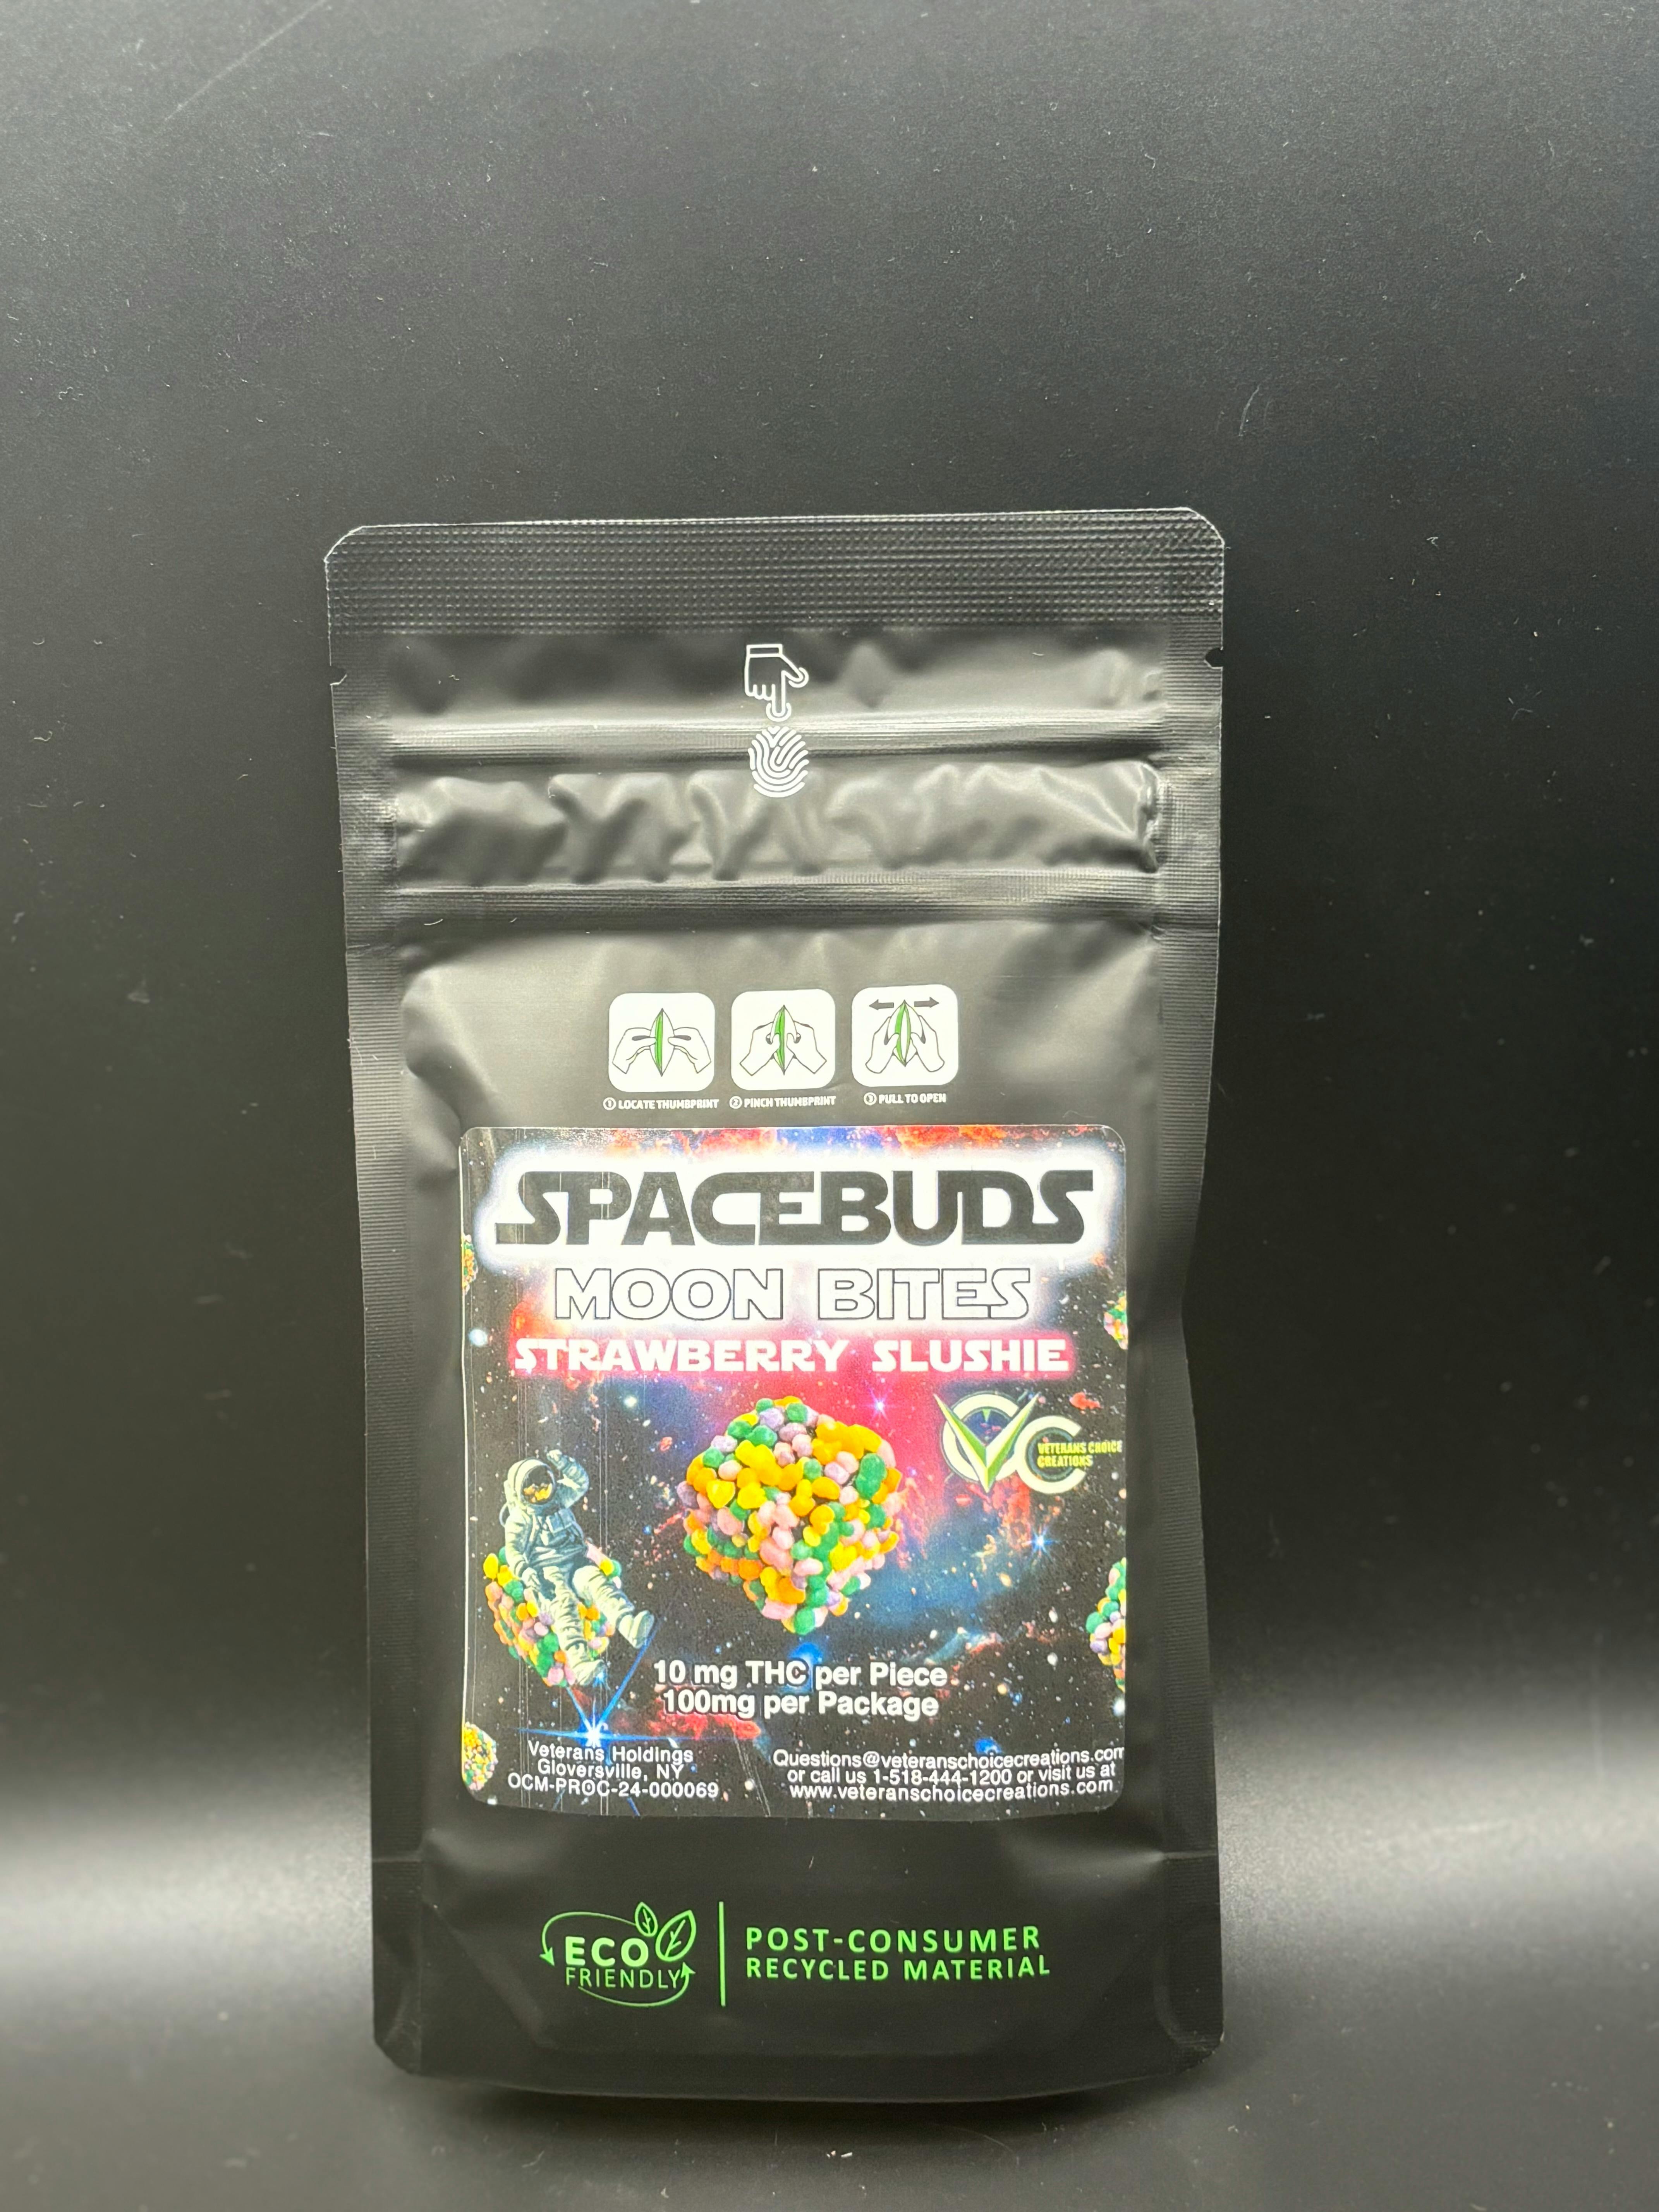 ① LOCATE THUMBPRINT ② PINCH THUMBPRINT ③ PULL TO OPEN
SPACEBUDS
MOON BITES
STRAWBERRY SLUSHIE
VC
VETERANS CHOICE
CREATIONS
10 mg THC per Piece
100mg per Package
Veterans Holdings
Gloversville, NY
OCM-PROC-24-000069
Questions@veteranschoicecreations.com
or call us 1-518-444-1200 or visit us at
www.veteranschoicecreations.com
ECO
FRIENDLY
POST-CONSUMER
RECYCLED MATERIAL